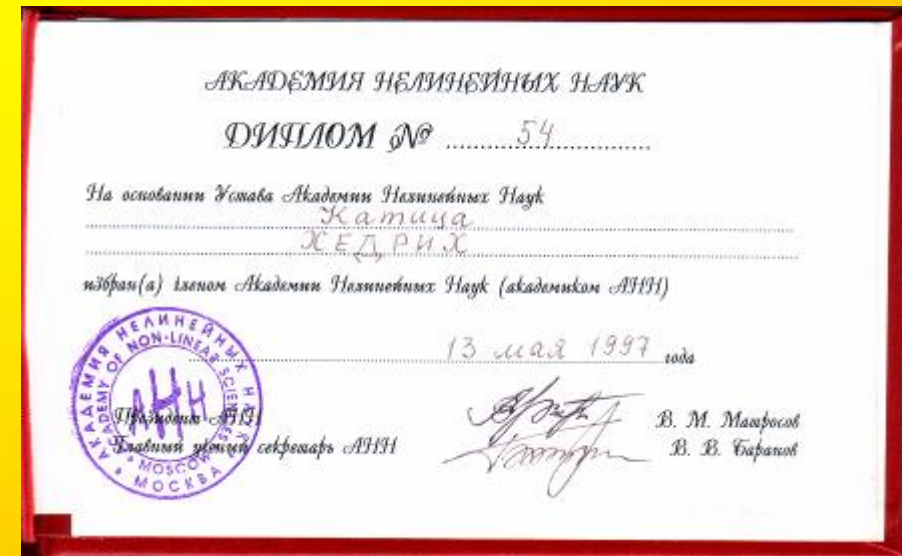 АКАДЕМИЯ НЕЛИНЕЙНЫХ НАУК
ДИПЛОМ № 54
На основании Устава Академии Нелинейных Наук
Катица
ХЕДРИХ
избран(а) членом Академии Нелинейных Наук (академиком АНН)
13 мая 1997 года
АКАДЕМИЯ НЕЛИНЕЙНЫХ НАУК
ACADEMY OF NON-LINEAR SCIENCES
АНН
MOSCOW
МОСКВА
Президент АНН В. М. Матросов
Главный ученый секретарь АНН В. В. Баранов